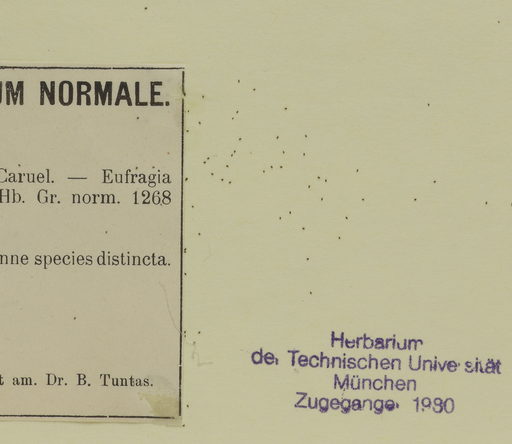 UM NORMALE.
Caruel. — Eufragia
Hb. Gr. norm. 1268
nne species distincta.
t am. Dr. B. Tuntas.
Herbarium
der Technischen Universität
München
Zugegangen 1980